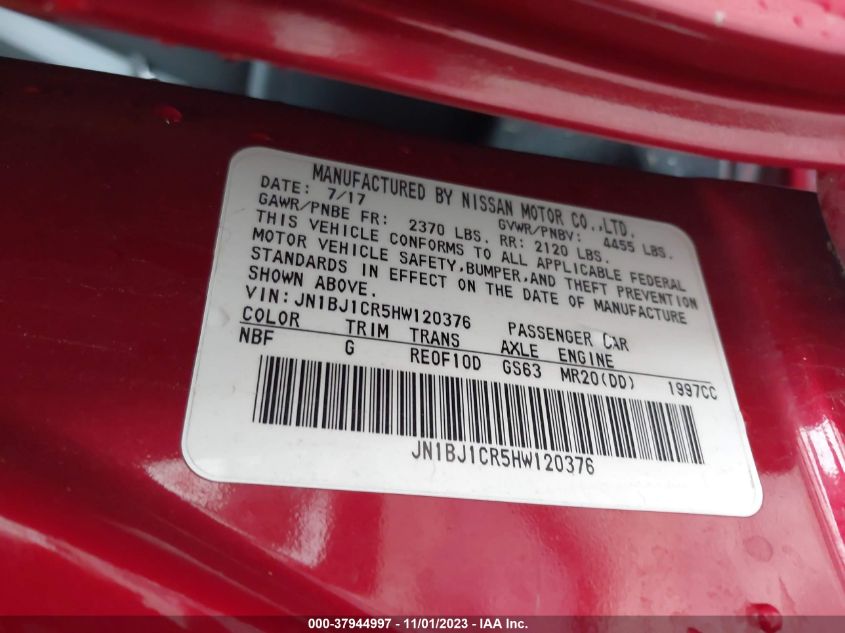 MANUFACTURED BY NISSAN MOTOR CO.,LTD.
DATE: 7/17 GVWR/PNBV: 4455 LBS.
GAWR/PNBE FR: 2370 LBS. RR: 2120 LBS.
THIS VEHICLE CONFORMS TO ALL APPLICABLE FEDERAL
MOTOR VEHICLE SAFETY,BUMPER,AND THEFT PREVENTION
STANDARDS IN EFFECT ON THE DATE OF MANUFACTURE
SHOWN ABOVE.
VIN:JN1BJ1CR5HW120376 PASSENGER CAR
COLOR TRIM TRANS AXLE ENGINE
NBF G RE0F10D GS63 MR20(DD) 1997CC
JN1BJ1CR5HW120376
000-37944997 - 11/01/2023 - IAA Inc.